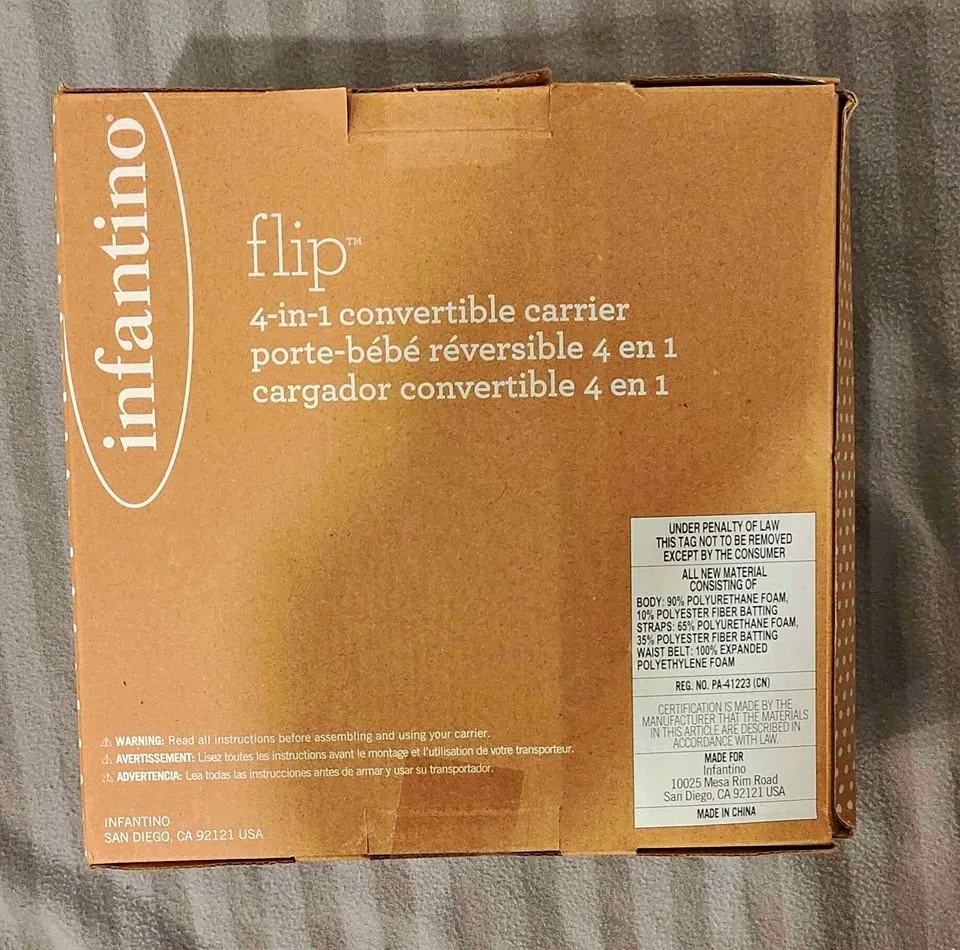 infantino
flip™
4-in-1 convertible carrier
porte-bébé réversible 4 en 1
cargador convertible 4 en 1
UNDER PENALTY OF LAW
THIS TAG NOT TO BE REMOVED
EXCEPT BY THE CONSUMER
ALL NEW MATERIAL
CONSISTING OF
BODY: 90% POLYURETHANE FOAM,
10% POLYESTER FIBER BATTING
STRAPS: 65% POLYURETHANE FOAM,
35% POLYESTER FIBER BATTING
WAIST BELT: 100% EXPANDED
POLYETHYLENE FOAM
REG. NO. PA-41223 (CN)
CERTIFICATION IS MADE BY THE
MANUFACTURER THAT THE MATERIALS
IN THIS ARTICLE ARE DESCRIBED IN
ACCORDANCE WITH LAW.
MADE FOR
Infantino
10025 Mesa Rim Road
San Diego, CA 92121 USA
MADE IN CHINA
⚠ WARNING: Read all instructions before assembling and using your carrier.
⚠ AVERTISSEMENT: Lisez toutes les instructions avant le montage et l'utilisation de votre transporteur.
⚠ ADVERTENCIA: Lea todas las instrucciones antes de armar y usar su transportador.
INFANTINO
SAN DIEGO, CA 92121 USA